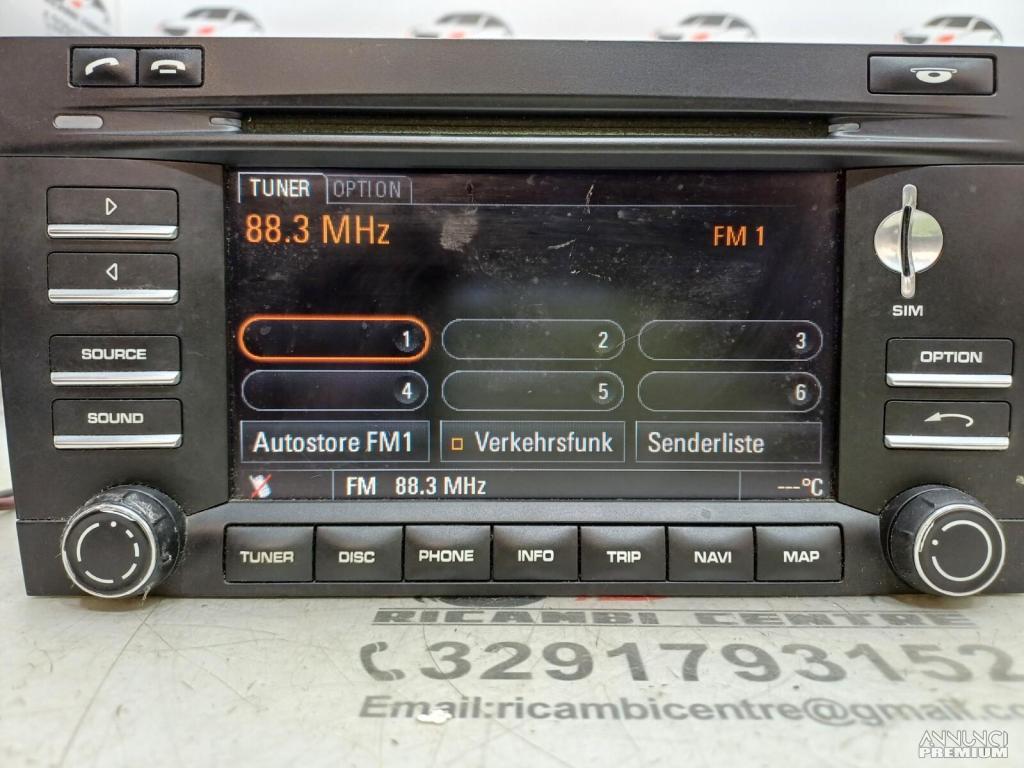 TUNER OPTION
88.3 MHz FM 1
1 2 3
4 5 6
Autostore FM1 Verkehrsfunk Senderliste
FM 88.3 MHz ---°C
SOURCE
SOUND
SIM
OPTION
TUNER DISC PHONE INFO TRIP NAVI MAP
RICAMBI CENTRE
3291793152
Email:ricambicentre@gmail.c
ANNUNCI
PREMIUM